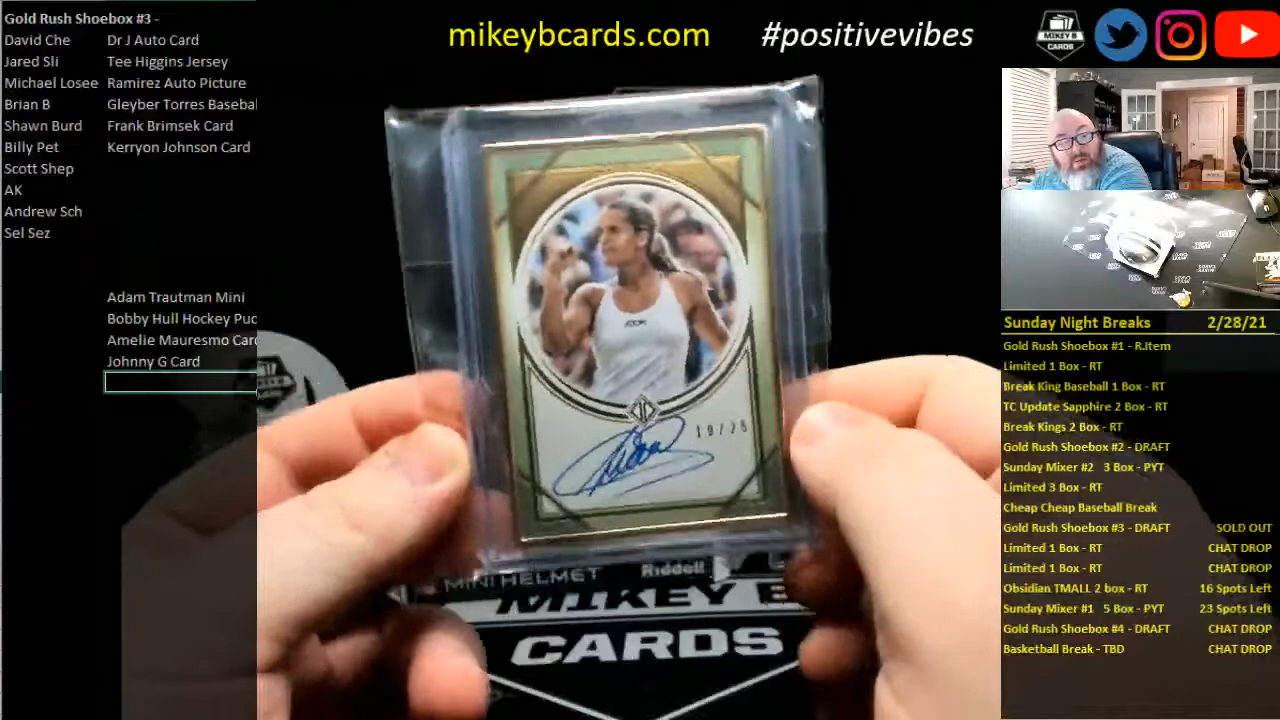 Gold Rush Shoebox #3 -
David Che Dr J Auto Card
Jared Sli Tee Higgins Jersey
Michael Losee Ramirez Auto Picture
Brian B Gleyber Torres Basebal
Shawn Burd Frank Brimsek Card
Billy Pet Kerryon Johnson Card
Scott Shep
AK
Andrew Sch
Sel Sez
Adam Trautman Mini
Bobby Hull Hockey Puc
Amelie Mauresmo Card
Johnny G Card
mikeybcards.com #positivevibes
MIKEY B
CARDS
19/25
MINI HELMET Riddell
MIKEY B
CARDS
Sunday Night Breaks 2/28/21
Gold Rush Shoebox #1 - R.Item
Limited 1 Box - RT
Break King Baseball 1 Box - RT
TC Update Sapphire 2 Box - RT
Break Kings 2 Box - RT
Gold Rush Shoebox #2 - DRAFT
Sunday Mixer #2 3 Box - PYT
Limited 3 Box - RT
Cheap Cheap Baseball Break
Gold Rush Shoebox #3 - DRAFT SOLD OUT
Limited 1 Box - RT CHAT DROP
Limited 1 Box - RT CHAT DROP
Obsidian TMALL 2 box - RT 16 Spots Left
Sunday Mixer #1 5 Box - PYT 23 Spots Left
Gold Rush Shoebox #4 - DRAFT CHAT DROP
Basketball Break - TBD CHAT DROP